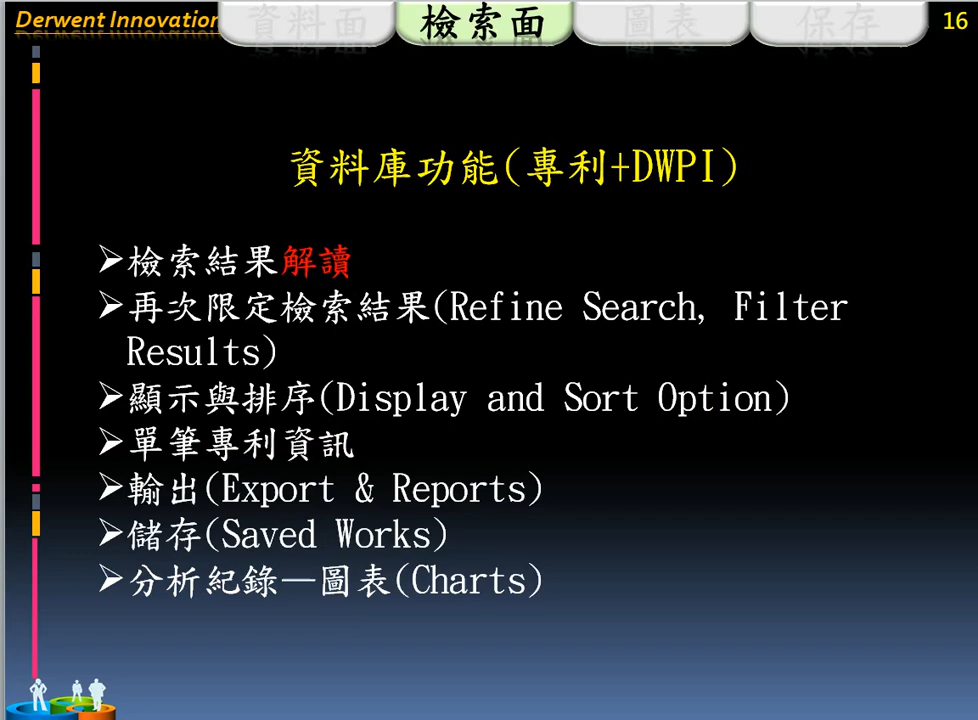 Derwent Innovation
資料面
檢索面
圖表
保存
16
資料庫功能(專利+DWPI)
➢檢索結果解讀
➢再次限定檢索結果(Refine Search, Filter
Results)
➢顯示與排序(Display and Sort Option)
➢單筆專利資訊
➢輸出(Export & Reports)
➢儲存(Saved Works)
➢分析紀錄—圖表(Charts)